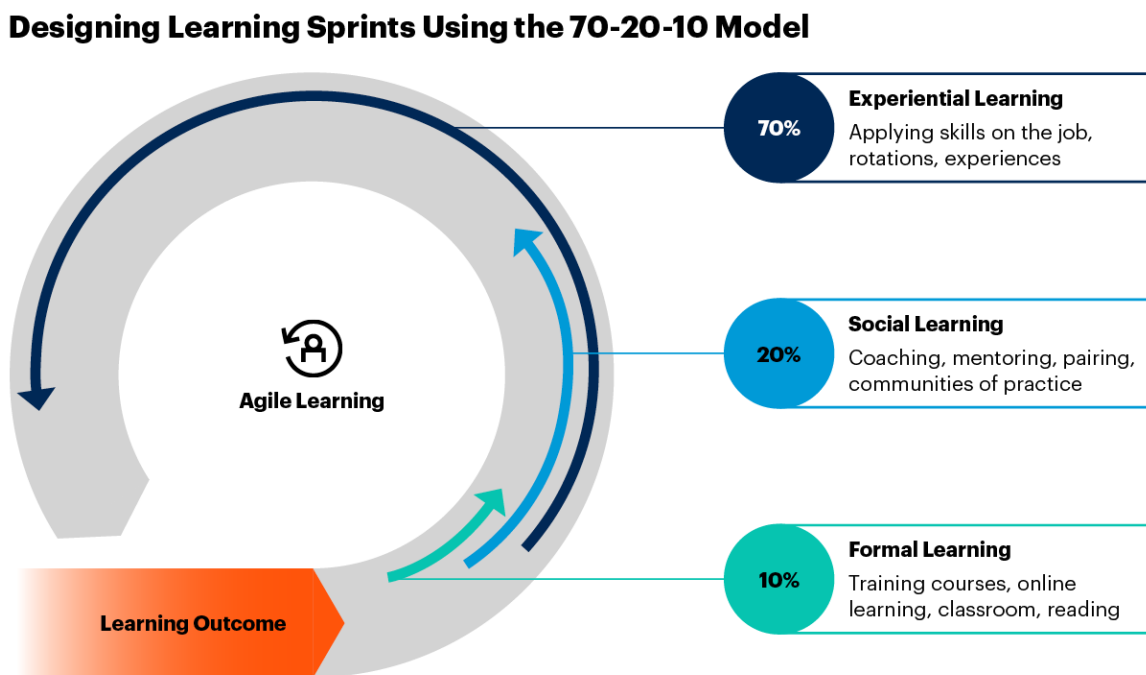 Designing Learning Sprints Using the 70-20-10 Model
70%
Experiential Learning
Applying skills on the job,
rotations, experiences
20%
Social Learning
Coaching, mentoring, pairing,
communities of practice
Agile Learning
10%
Formal Learning
Training courses, online
learning, classroom, reading
Learning Outcome